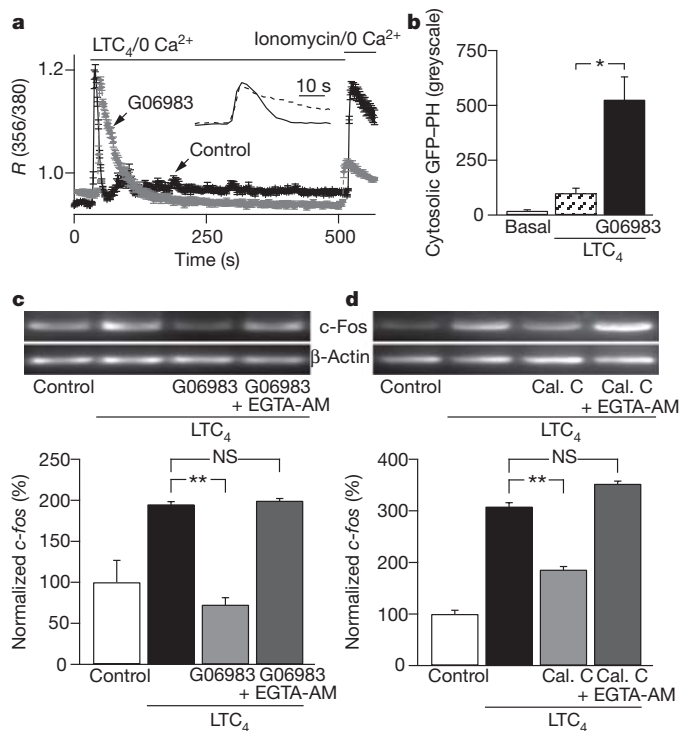 a
LTC4/0 Ca2+
Ionomycin/0 Ca2+
1.2
1.0
R (356/380)
G06983
Control
10 s
0
250
500
Time (s)
b
Cytosolic GFP–PH (greyscale)
750
500
250
0
*
Basal
G06983
LTC4
c
c-Fos
β-Actin
Control
G06983
G06983
+ EGTA-AM
LTC4
Normalized c-fos (%)
250
200
150
100
50
0
NS
**
Control
G06983
G06983
+ EGTA-AM
LTC4
d
Control
Cal. C
Cal. C
+ EGTA-AM
LTC4
Normalized c-fos (%)
400
300
200
100
0
NS
**
Control
Cal. C
Cal. C
+ EGTA-AM
LTC4